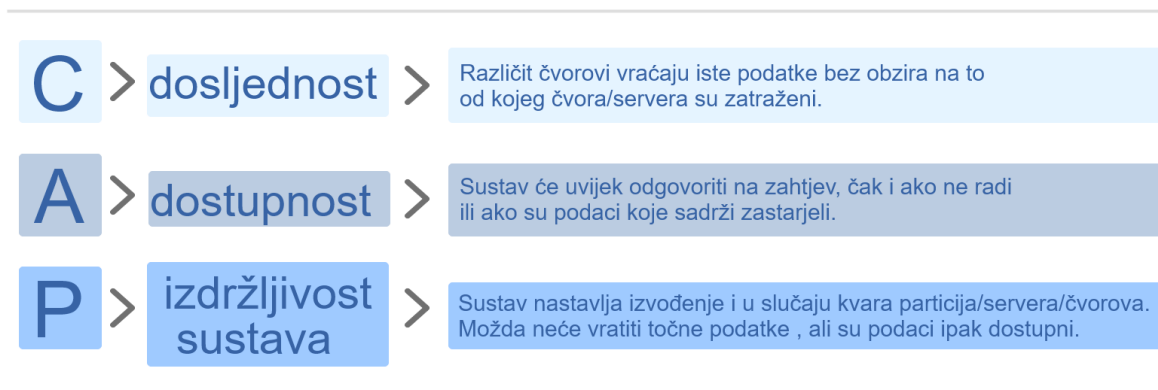 C > dosljednost > Različit čvorovi vraćaju iste podatke bez obzira na to
od kojeg čvora/servera su zatraženi.
A > dostupnost > Sustav će uvijek odgovoriti na zahtjev, čak i ako ne radi
ili ako su podaci koje sadrži zastarjeli.
P > izdržljivost
sustava > Sustav nastavlja izvođenje i u slučaju kvara particija/servera/čvorova.
Možda neće vratiti točne podatke , ali su podaci ipak dostupni.